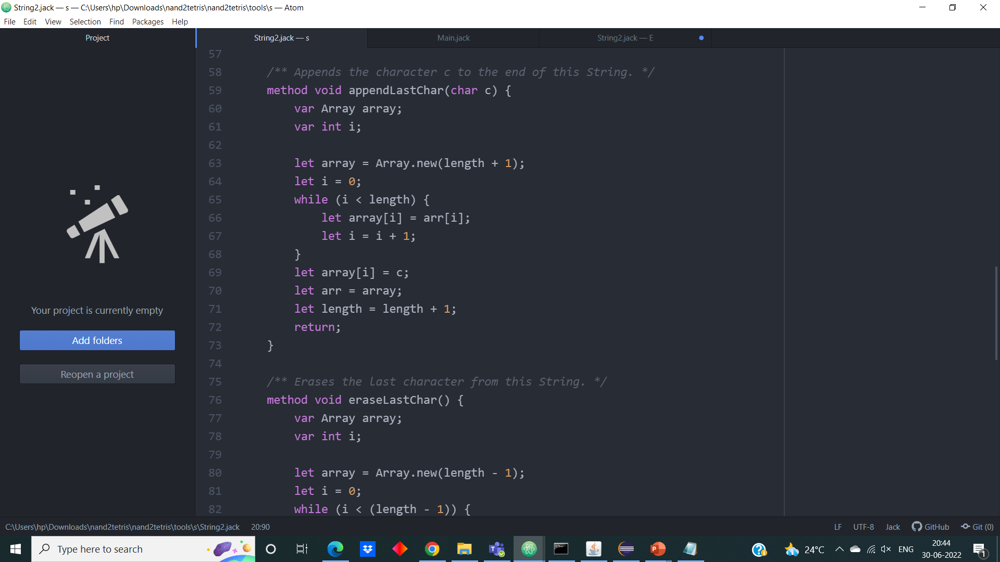 String2.jack — s — C:\Users\hp\Downloads\nand2tetris\nand2tetris\tools\s — Atom
File Edit View Selection Find Packages Help
Project
String2.jack — s
Main.jack
String2.jack — E
57
58 /** Appends the character c to the end of this String. */
59 method void appendLastChar(char c) {
60 var Array array;
61 var int i;
62
63 let array = Array.new(length + 1);
64 let i = 0;
65 while (i < length) {
66 let array[i] = arr[i];
67 let i = i + 1;
68 }
69 let array[i] = c;
70 let arr = array;
71 let length = length + 1;
72 return;
73 }
74
75 /** Erases the last character from this String. */
76 method void eraseLastChar() {
77 var Array array;
78 var int i;
79
80 let array = Array.new(length - 1);
81 let i = 0;
82 while (i < (length - 1)) {
Your project is currently empty
Add folders
Reopen a project
C:\Users\hp\Downloads\nand2tetris\nand2tetris\tools\s\String2.jack 20:90
LF UTF-8 Jack GitHub Git (0)
Type here to search
24°C
ENG
20:44
30-06-2022
1